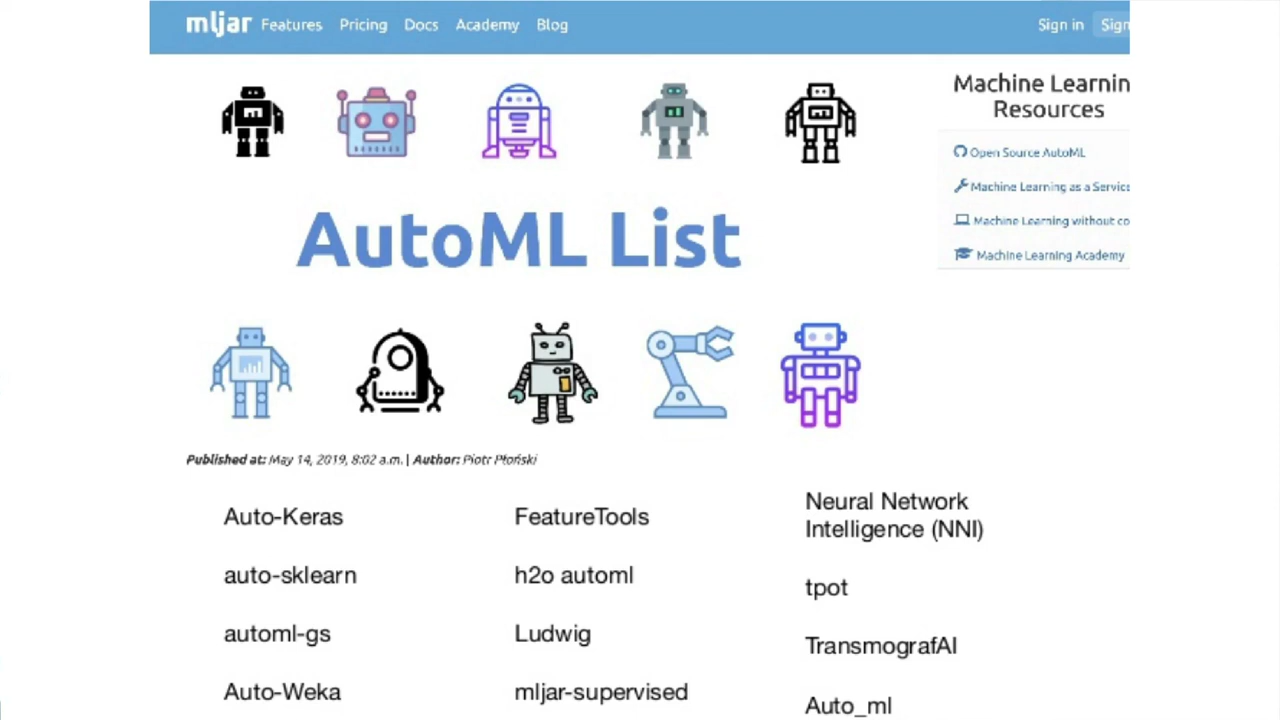 mljar Features Pricing Docs Academy Blog Sign in Sign
Machine Learnin
Resources
Open Source AutoML
Machine Learning as a Servic
Machine Learning without co
Machine Learning Academy
AutoML List
Published at: May 14, 2019, 8:02 a.m. | Author: Piotr Płoński
Auto-Keras
auto-sklearn
automl-gs
Auto-Weka
FeatureTools
h2o automl
Ludwig
mljar-supervised
Neural Network
Intelligence (NNI)
tpot
TransmografAI
Auto_ml